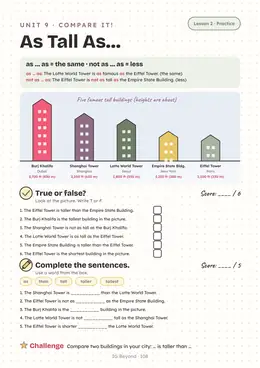 UNIT 9 · COMPARE IT!
Lesson 2 · Practice
As Tall As...
as ... as = the same · not as ... as = less
as ... as: The Lotte World Tower is as famous as the Eiffel Tower. (the same)
not as ... as: The Eiffel Tower is not as tall as the Burj Khalifa. (less)
Five famous tall buildings (heights are about)
Burj Khalifa
Shanghai Tower
Lotte World Tower
Empire State Bldg.
Eiffel Tower
Dubai
Shanghai
Seoul
New York
Paris
True or false?
Look at the picture. Write T or F.
Score: ____ / 6
1. The Eiffel Tower is taller than the Empire State Building.
2. The Burj Khalifa is the tallest building in the picture.
3. The Shanghai Tower is not as tall as the Burj Khalifa.
4. The Lotte World Tower is as tall as the Eiffel Tower.
5. The Empire State Building is taller than the Eiffel Tower.
6. The Eiffel Tower is the shortest building in the picture.
Complete the sentences.
Use a word from the box.
Score: ____ / 5
as
than
tall
taller
tallest
1. The Shanghai Tower is __________ than the Lotte World Tower.
2. The Eiffel Tower is not as __________ as the Empire State Building.
3. The Burj Khalifa is the __________ building in the picture.
4. The Lotte World Tower is not __________ tall as the Shanghai Tower.
5. The Eiffel Tower is shorter __________ the Lotte World Tower.
Challenge
Compare two buildings in your city: ... is taller than ...